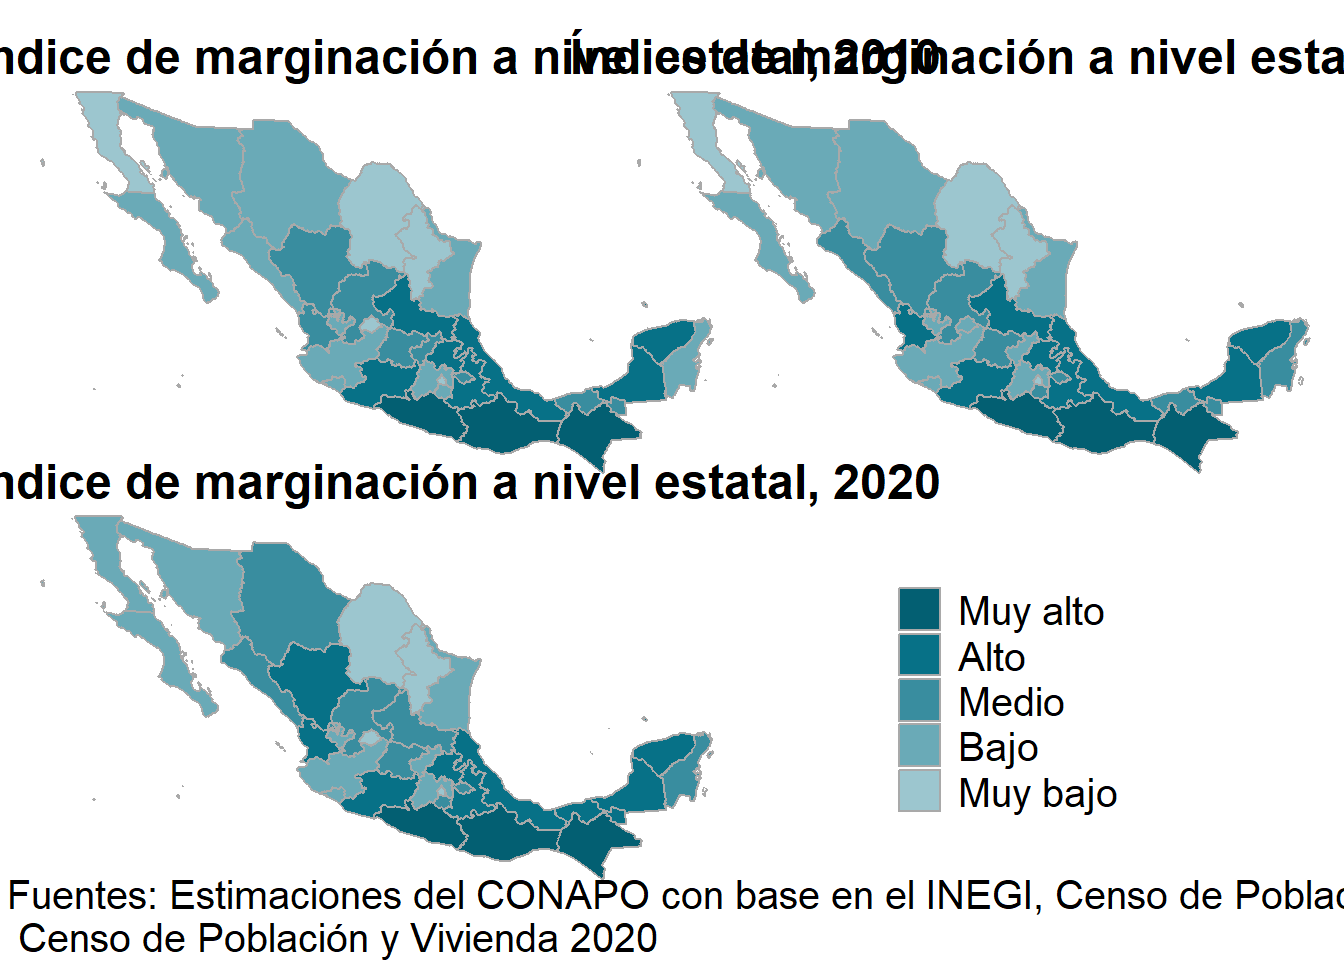 ndice de marginación a nivel estatal, 2010
Índice de marginación a nivel esta
ndice de marginación a nivel estatal, 2020
Muy alto
Alto
Medio
Bajo
Muy bajo
Fuentes: Estimaciones del CONAPO con base en el INEGI, Censo de Poblac
Censo de Población y Vivienda 2020